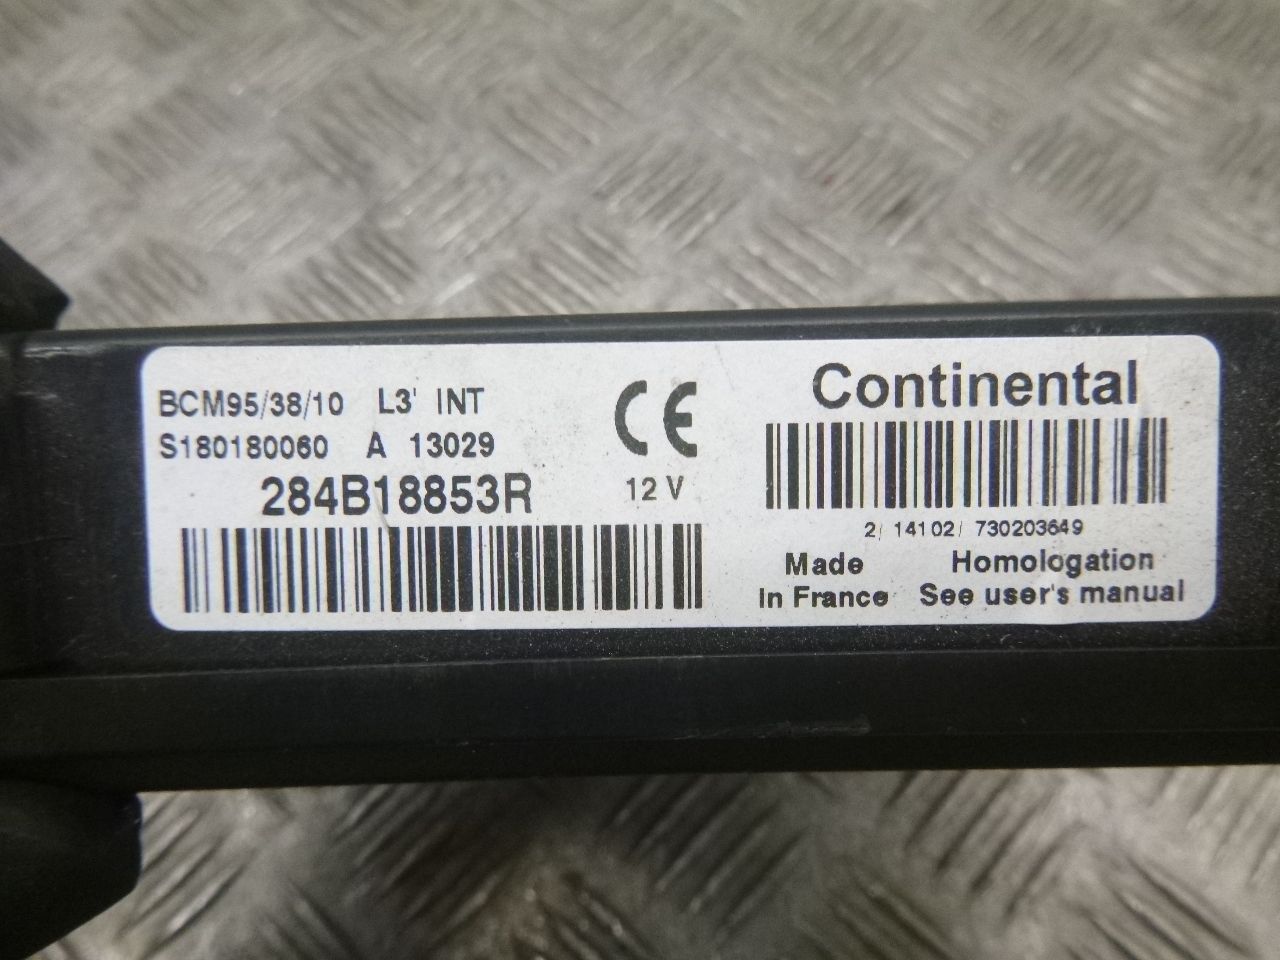 BCM95/38/10 L3' INT
S180180060 A 13029
284B18853R
CE
12 V
Continental
2/ 14102/ 730203649
Made in France
Homologation See user's manual